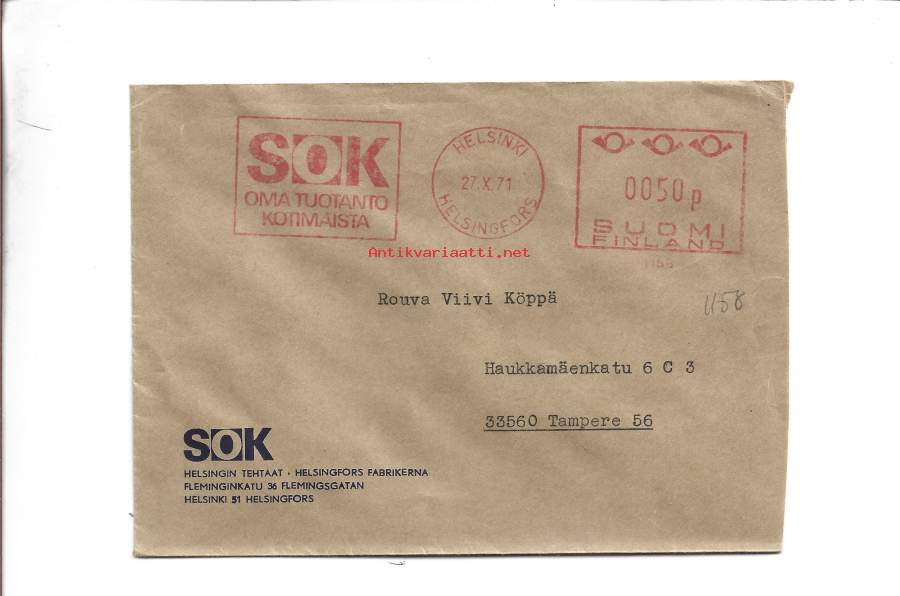 SOK
OMA TUOTANTO
KOTIMAISTA
HELSINKI
27.X.71
HELSINGFORS
0050 p
SUOMI
FINLAND
Antikvariaatti.net
Rouva Viivi Köppä
1158
Haukkamäenkatu 6 C 3
33560 Tampere 56
SOK
HELSINGIN TEHTAAT · HELSINGFORS FABRIKERNA
FLEMINGINKATU 36 FLEMINGSGATAN
HELSINKI 51 HELSINGFORS